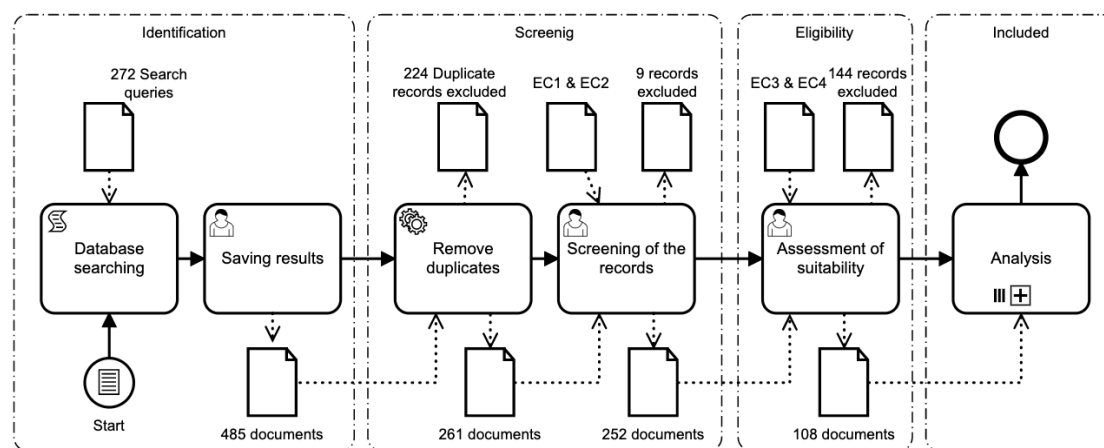 Identification
Screenig
Eligibility
Included
272 Search
queries
224 Duplicate
records excluded
EC1 & EC2
9 records
excluded
EC3 & EC4
144 records
excluded
Database
searching
Saving results
Remove
duplicates
Screening of the
records
Assessment of
suitability
Analysis
Start
485 documents
261 documents
252 documents
108 documents